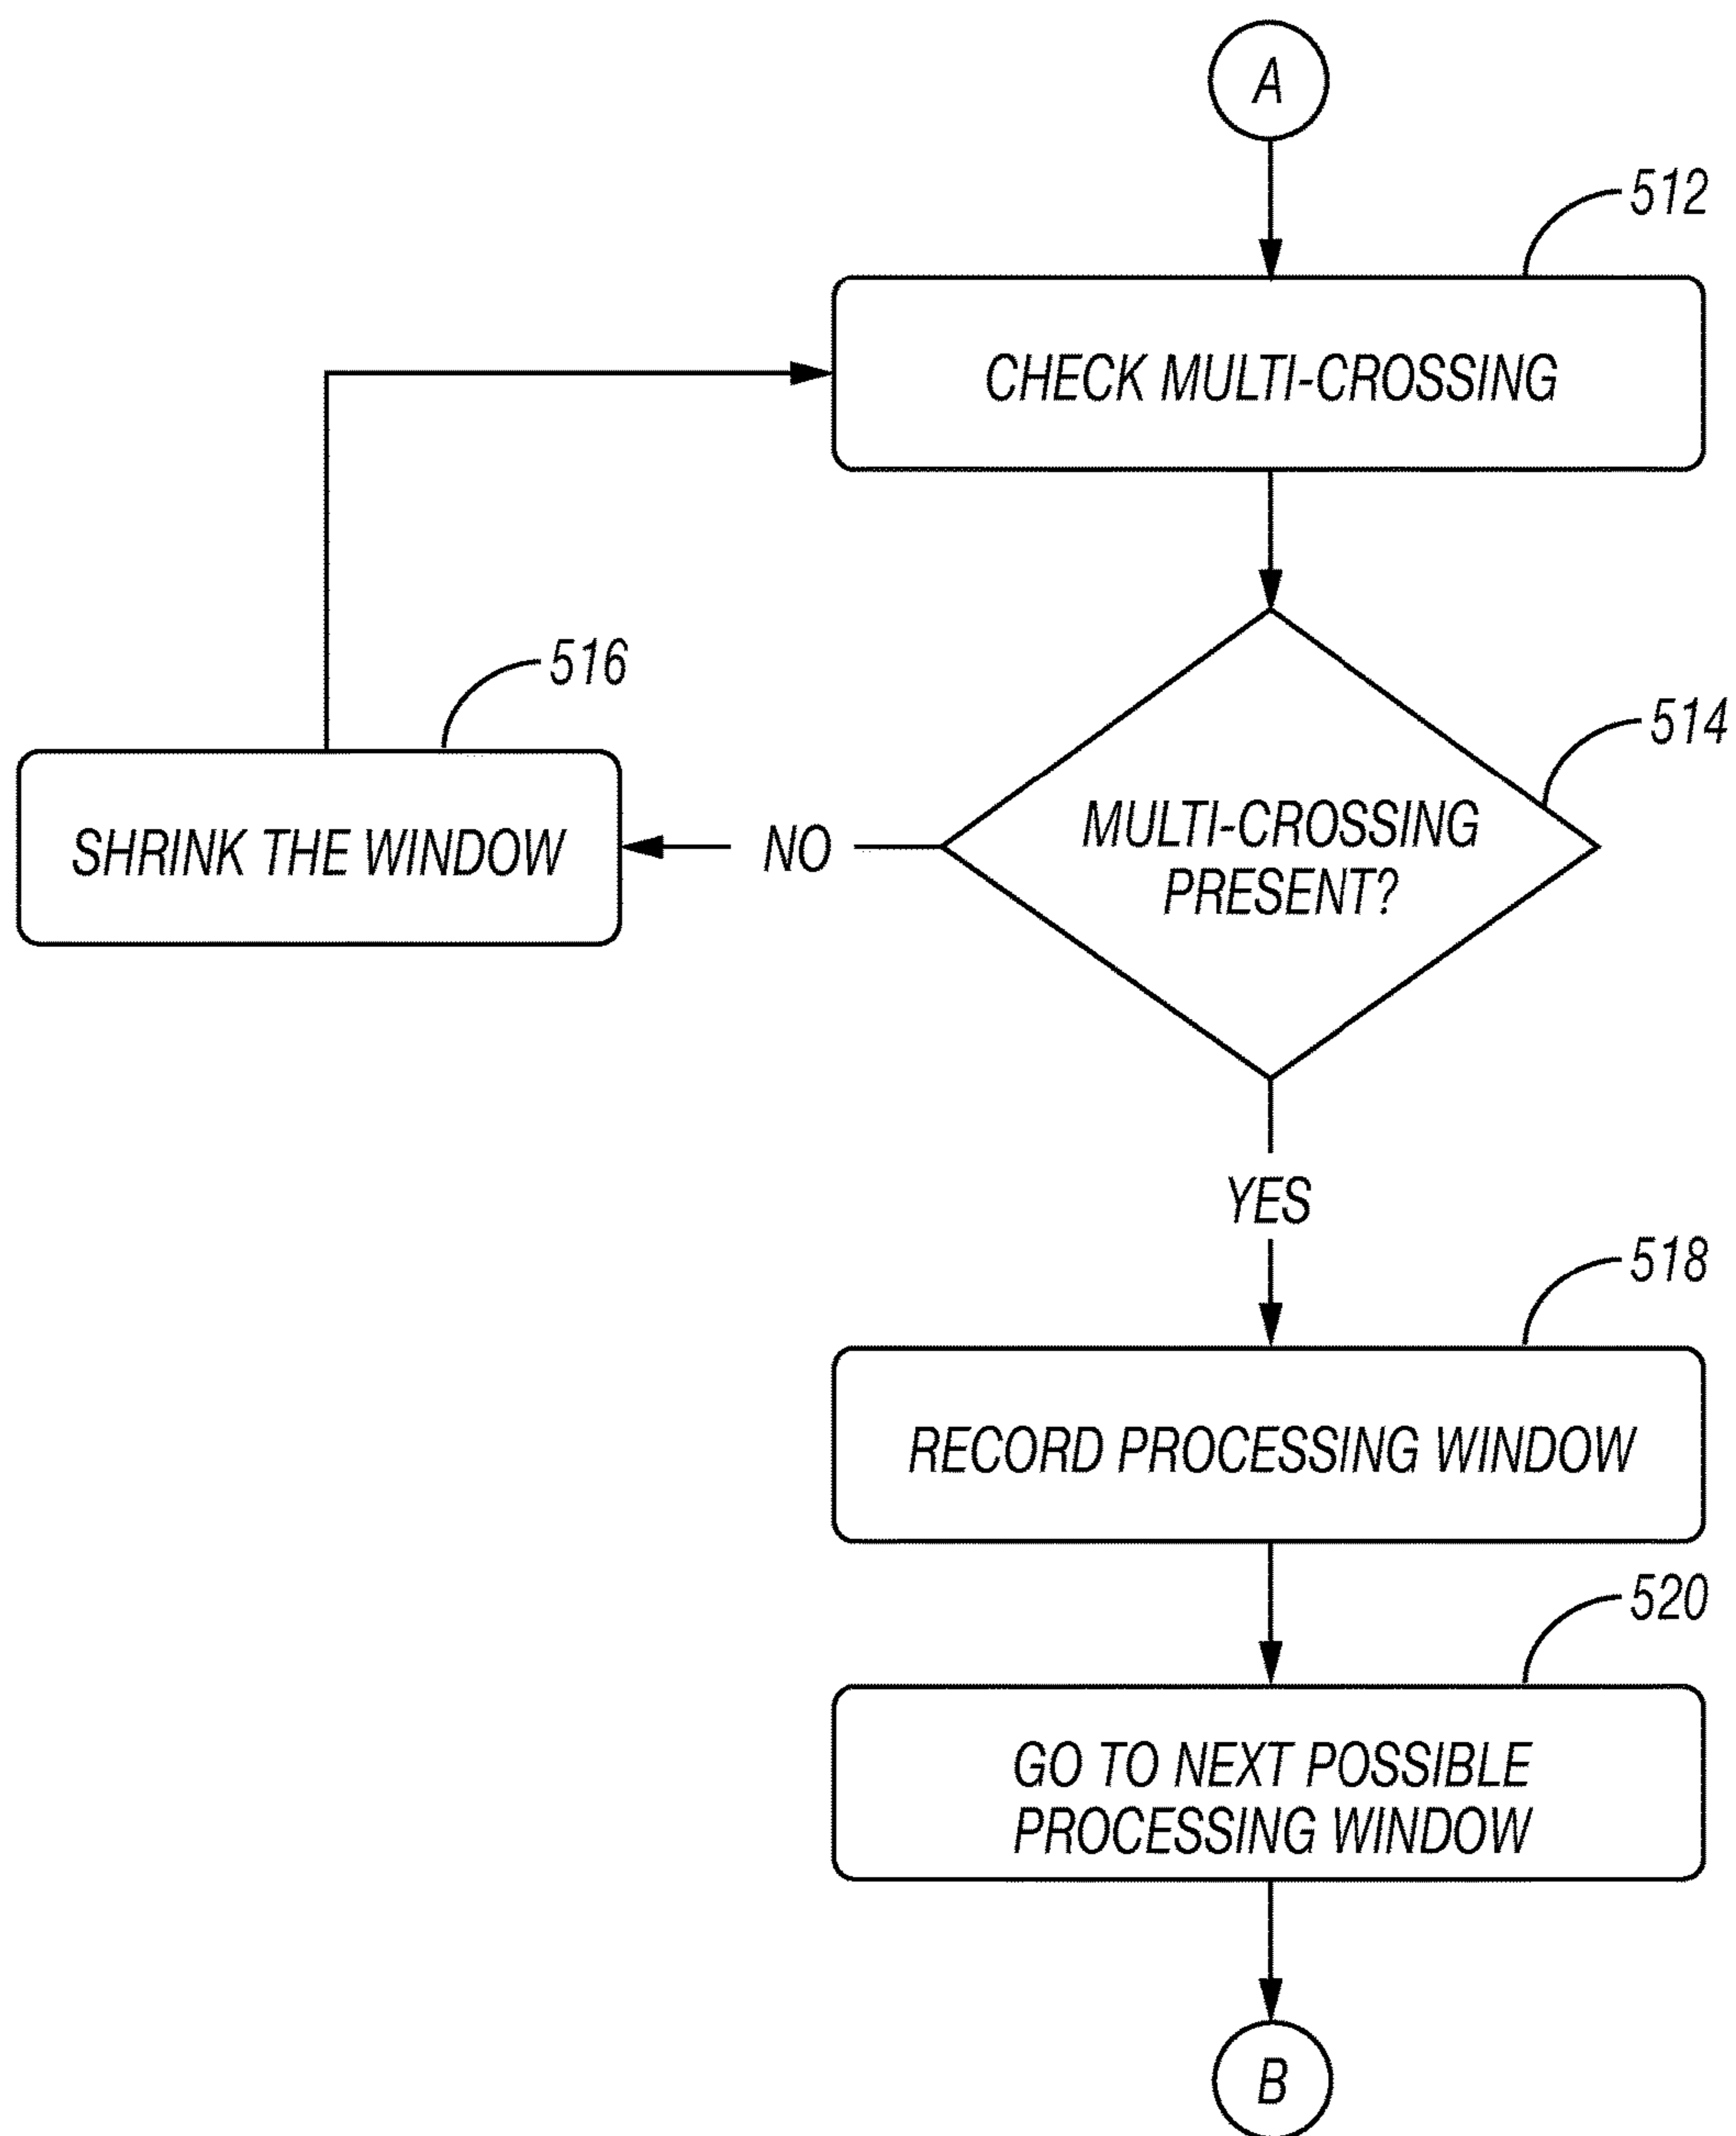 A
512
CHECK MULTI-CROSSING
516
514
SHRINK THE WINDOW
NO
MULTI-CROSSING
PRESENT?
YES
518
RECORD PROCESSING WINDOW
520
GO TO NEXT POSSIBLE
PROCESSING WINDOW
B